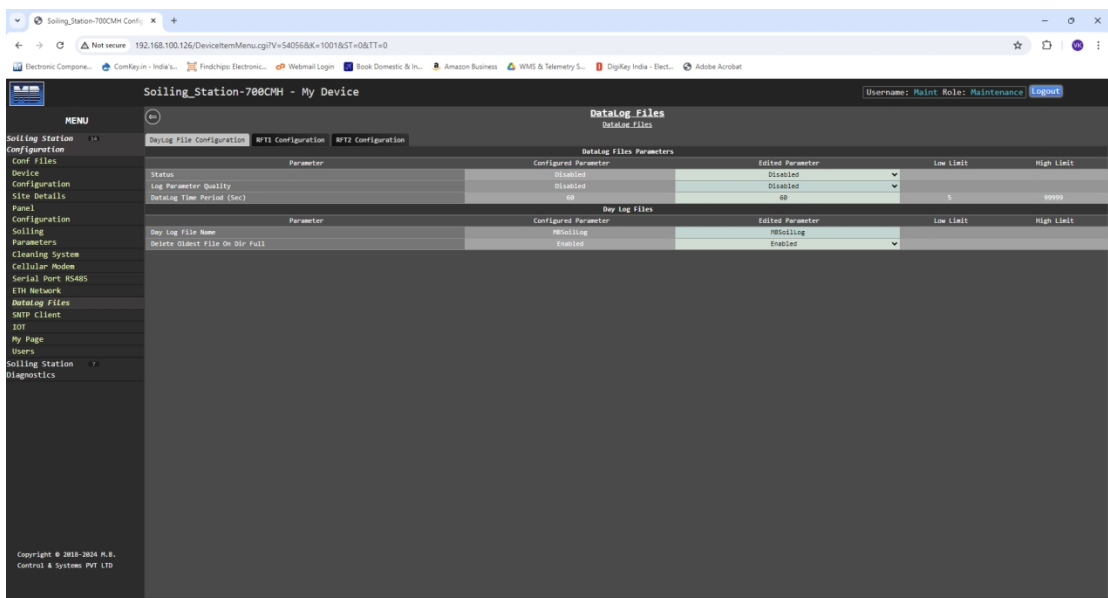 Soiling_Station-700CMH Config
Not secure 192.168.100.126/DeviceItemMenu.cgi?V=54056&K=1001&ST=0&TT=0
VK
Electronic Compone... ComKey.in - India's... Findchips: Electronic... Webmail Login Book Domestic & In... Amazon Business WMS & Telemetry S... DigiKey India - Elect... Adobe Acrobat
MB
Soiling_Station-700CMH - My Device
Username: Maint Role: Maintenance Logout
MENU
DataLog Files
DataLog Files
Soiling Station 14
Configuration
Conf Files
Device
Configuration
Site Details
Panel
Configuration
Soiling
Parameters
Cleaning System
Cellular Modem
Serial Port RS485
ETH Network
DataLog Files
SNTP Client
IOT
My Page
Users
Soiling Station 7
Diagnostics
DayLog File Configuration RFT1 Configuration RFT2 Configuration
DataLog Files Parameters
Parameter Configured Parameter Edited Parameter Low Limit High Limit
Status Disabled Disabled
Log Parameter Quality Disabled Disabled
DataLog Time Period (Sec) 60 60 5 99999
Day Log Files
Parameter Configured Parameter Edited Parameter Low Limit High Limit
Day Log File Name MBSoilLog MBSoilLog
Delete Oldest File On Dir Full Enabled Enabled
Copyright © 2018-2024 M.B.
Control & Systems PVT LTD